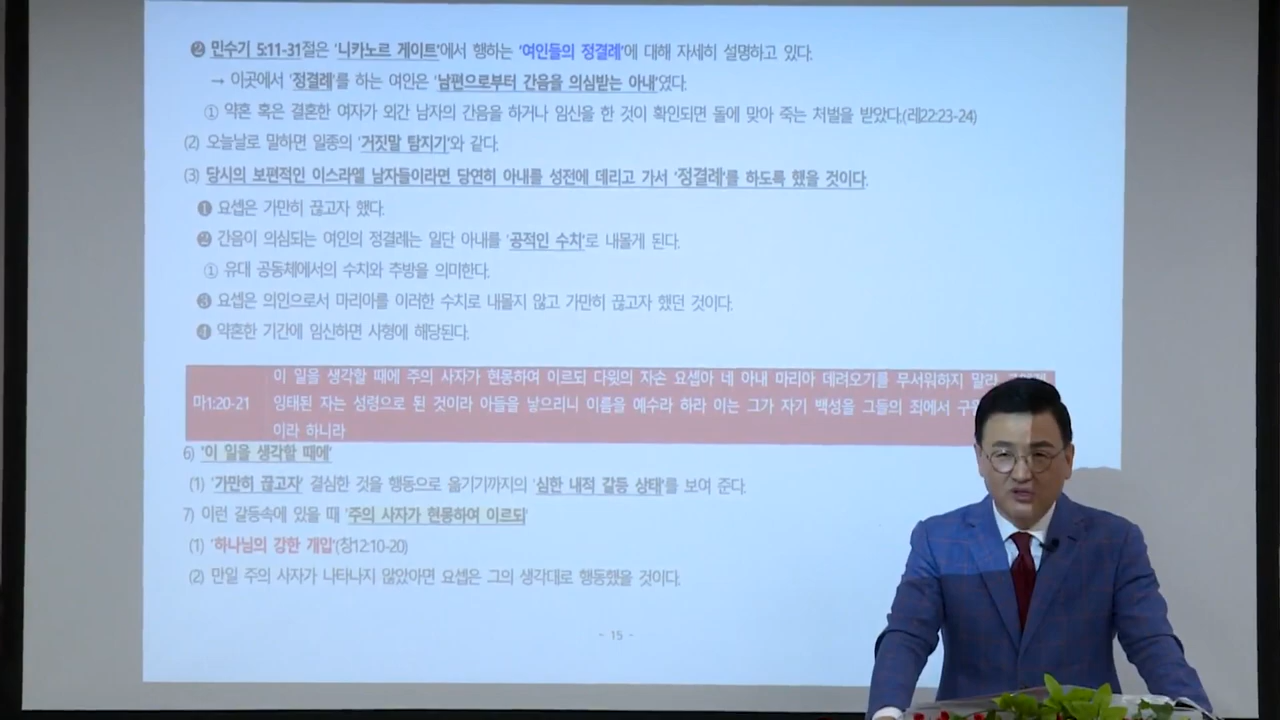 ❷ 민수기 5:11-31절은 '니카노르 게이트'에서 행하는 '여인들의 정결례'에 대해 자세히 설명하고 있다.
→ 이곳에서 '정결례'를 하는 여인은 '남편으로부터 간음을 의심받는 아내'였다.
① 약혼 혹은 결혼한 여자가 외간 남자의 간음을 하거나 임신을 한 것이 확인되면 돌에 맞아 죽는 처벌을 받았다.(레22:23-24)
(2) 오늘날로 말하면 일종의 '거짓말 탐지기'와 같다.
(3) 당시의 보편적인 이스라엘 남자들이라면 당연히 아내를 성전에 데리고 가서 '정결례'를 하도록 했을 것이다.
❶ 요셉은 가만히 끊고자 했다.
❷ 간음이 의심되는 여인의 정결례는 일단 아내를 '공적인 수치'로 내몰게 된다.
① 유대 공동체에서의 수치와 추방을 의미한다.
❸ 요셉은 의인으로서 마리아를 이러한 수치로 내몰지 않고 가만히 끊고자 했던 것이다.
❹ 약혼한 기간에 임신하면 사형에 해당된다.
마1:20-21
이 일을 생각할 때에 주의 사자가 현몽하여 이르되 다윗의 자손 요셉아 네 아내 마리아 데려오기를 무서워하지 말라
잉태된 자는 성령으로 된 것이라 아들을 낳으리니 이름을 예수라 하라 이는 그가 자기 백성을 그들의 죄에서
이라 하니라
6) '이 일을 생각할 때에'
(1) '가만히 끊고자' 결심한 것을 행동으로 옮기기까지의 '심한 내적 갈등 상태'를 보여 준다.
7) 이런 갈등속에 있을 때 '주의 사자가 현몽하여 이르되'
(1) '하나님의 강한 개입'(창12:10-20)
(2) 만일 주의 사자가 나타나지 않았아면 요셉은 그의 생각대로 행동했을 것이다.
- 15 -